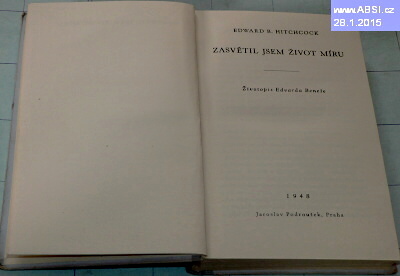 www.ABSI.cz
28.1.2015
EDWARD B. HITCHCOCK
ZASVĚTIL JSEM ŽIVOT MÍRU
Životopis Edvarda Beneše
1948
Jaroslav Podroužek, Praha